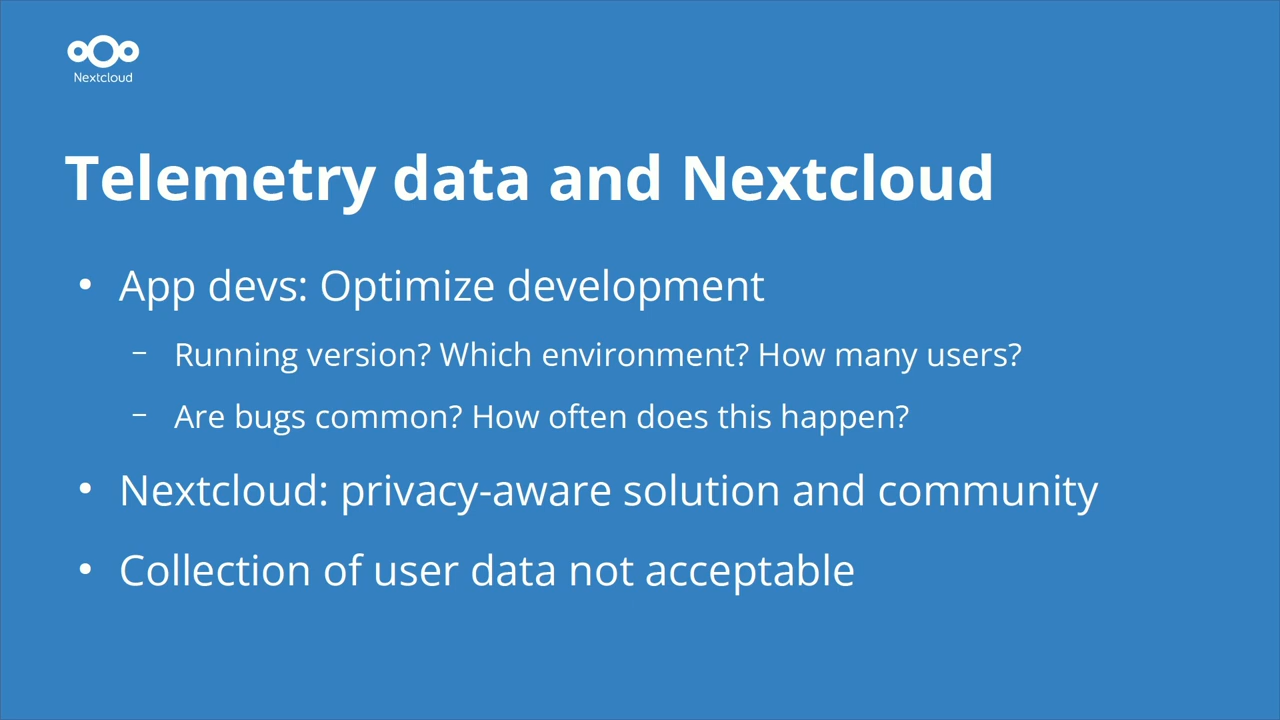 Nextcloud
Telemetry data and Nextcloud
• App devs: Optimize development
– Running version? Which environment? How many users?
– Are bugs common? How often does this happen?
• Nextcloud: privacy-aware solution and community
• Collection of user data not acceptable